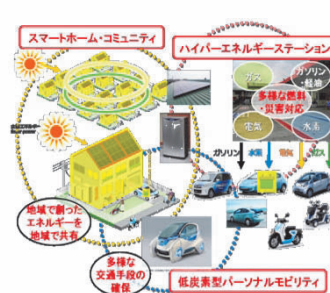 スマートホーム・コミュニティ
ハイパーエネルギーステーション
ガス
ガソリン・軽油
多様な燃料・災害対応
電気
水素
ガソリン 水素 電気 ガス
地域で創った
エネルギーを
地域で共有
多様な
交通手段の
確保
低炭素型パーソナルモビリティ